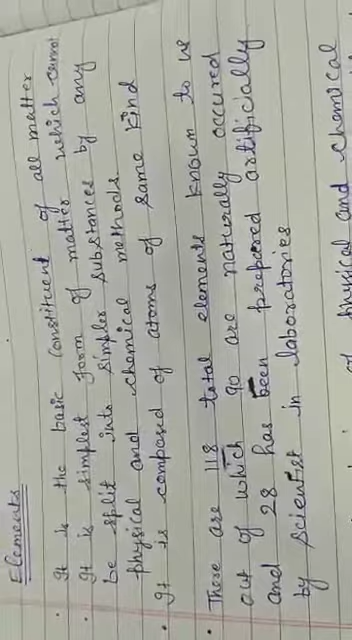 Elements
• It is the basic constituent of all matter
• It is simplest form of matter which cannot
be split into simpler substances by any
physical and chemical methods.
• It is composed of atoms of same kind
• There are 118 total elements known to us
out of which 90 are naturally occured
and 28 has been prepared artificially
by scientist in laboratories
of physical and chemical